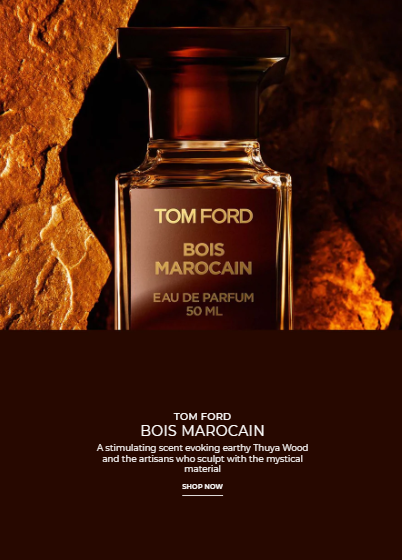 TOM FORD
BOIS
MAROCAIN
EAU DE PARFUM
50 ML
TOM FORD
BOIS MAROCAIN
A stimulating scent evoking earthy Thuya Wood
and the artisans who sculpt with the mystical
material
SHOP NOW